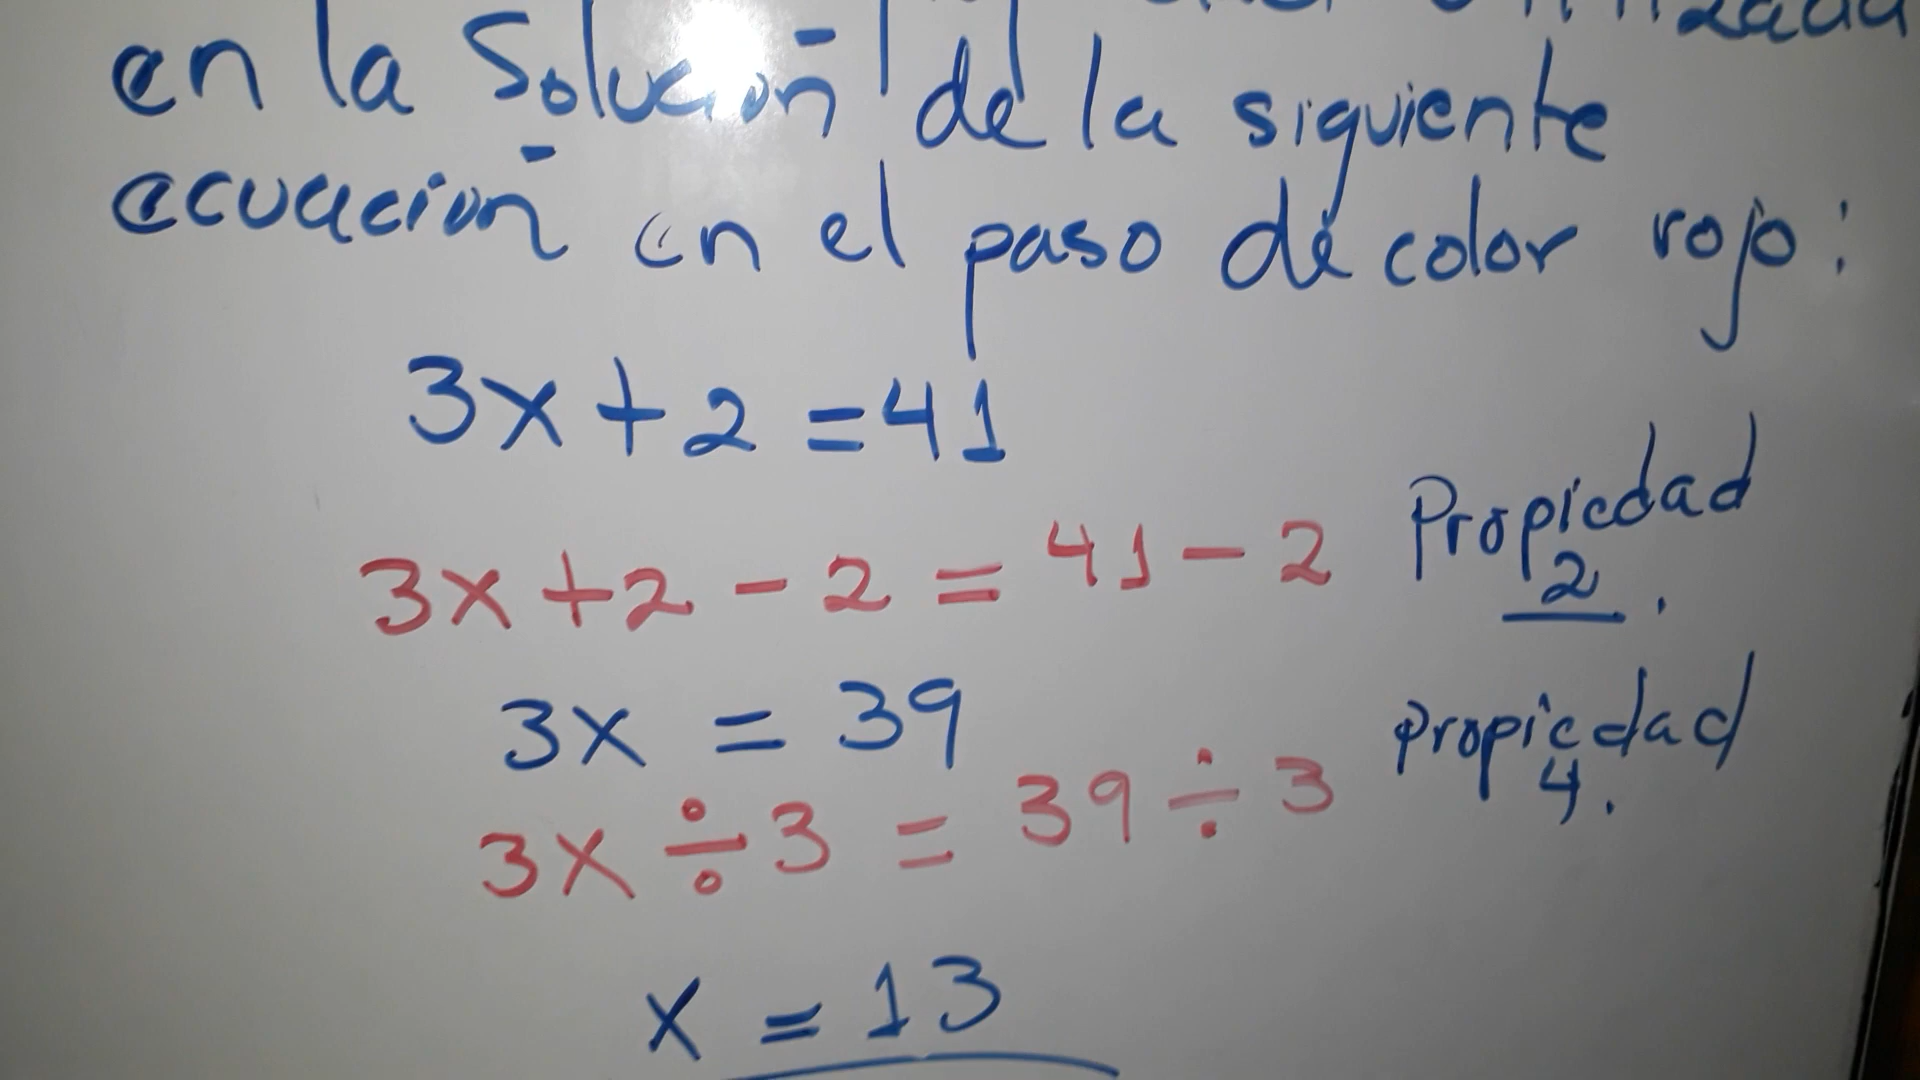 en la Solución de la siguiente
ecuación en el paso de color rojo:
3x + 2 = 41
3x + 2 - 2 = 41 - 2 Propiedad
2.
3x = 39
propiedad
4.
3x ÷ 3 = 39 ÷ 3
x = 13